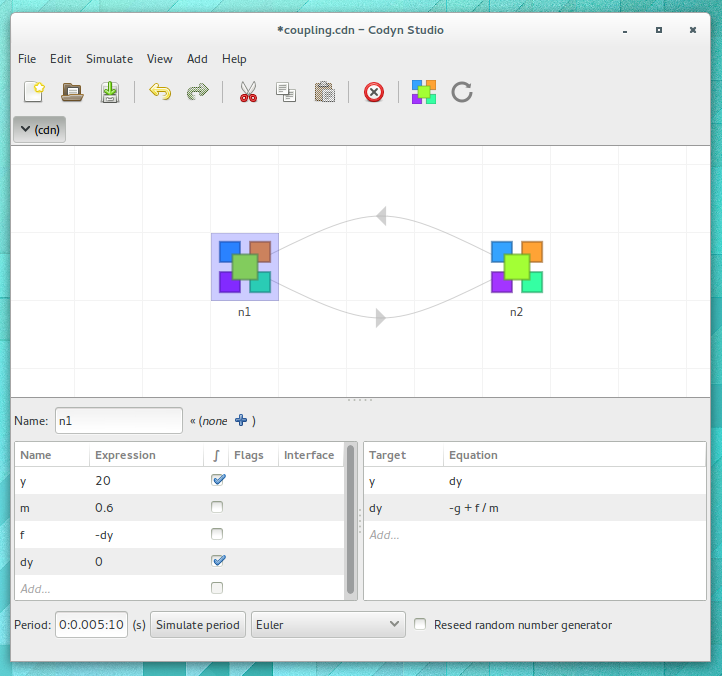 *coupling.cdn – Codyn Studio
File Edit Simulate View Add Help
(cdn)
n1 n2
Name: n1 « (none )
Name Expression ∫ Flags Interface Target Equation
y 20 y dy
m 0.6 dy -g + f / m
f -dy Add...
dy 0
Add...
Period: 0:0.005:10 (s) Simulate period Euler Reseed random number generator